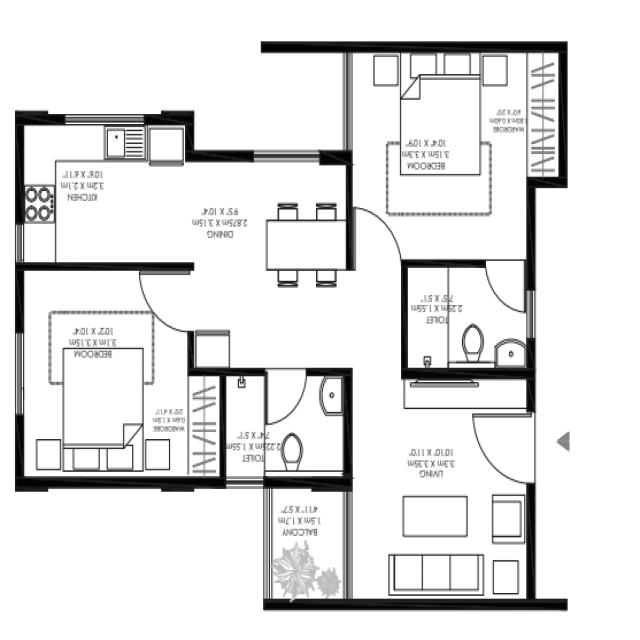 BALCONY
1.5m X 1.7m
4'11" X 5'7"
LIVING
3.3m X 3.35m
10'10' 11'0"
TOILET
2.225m X 1.55m
7'4' X 5'1"
WARDROBE
0.6m X 1.5m
2'0" X 4'11"
BEDROOM
3.1m X 3.15m
10'2" X 10'4"
TOILET
2.25m X 1.55m
7'5' X 5'1"
DINING
2.875m X 3.15m
9'5" X 10'4"
KITCHEN
3.2m X 2.1m
10'6' X 6'11"
BEDROOM
3.15m X 3.3m
10'4' X 10'9"
WARDROBE
1.85m X 0.60m
6'0' X 2'0"